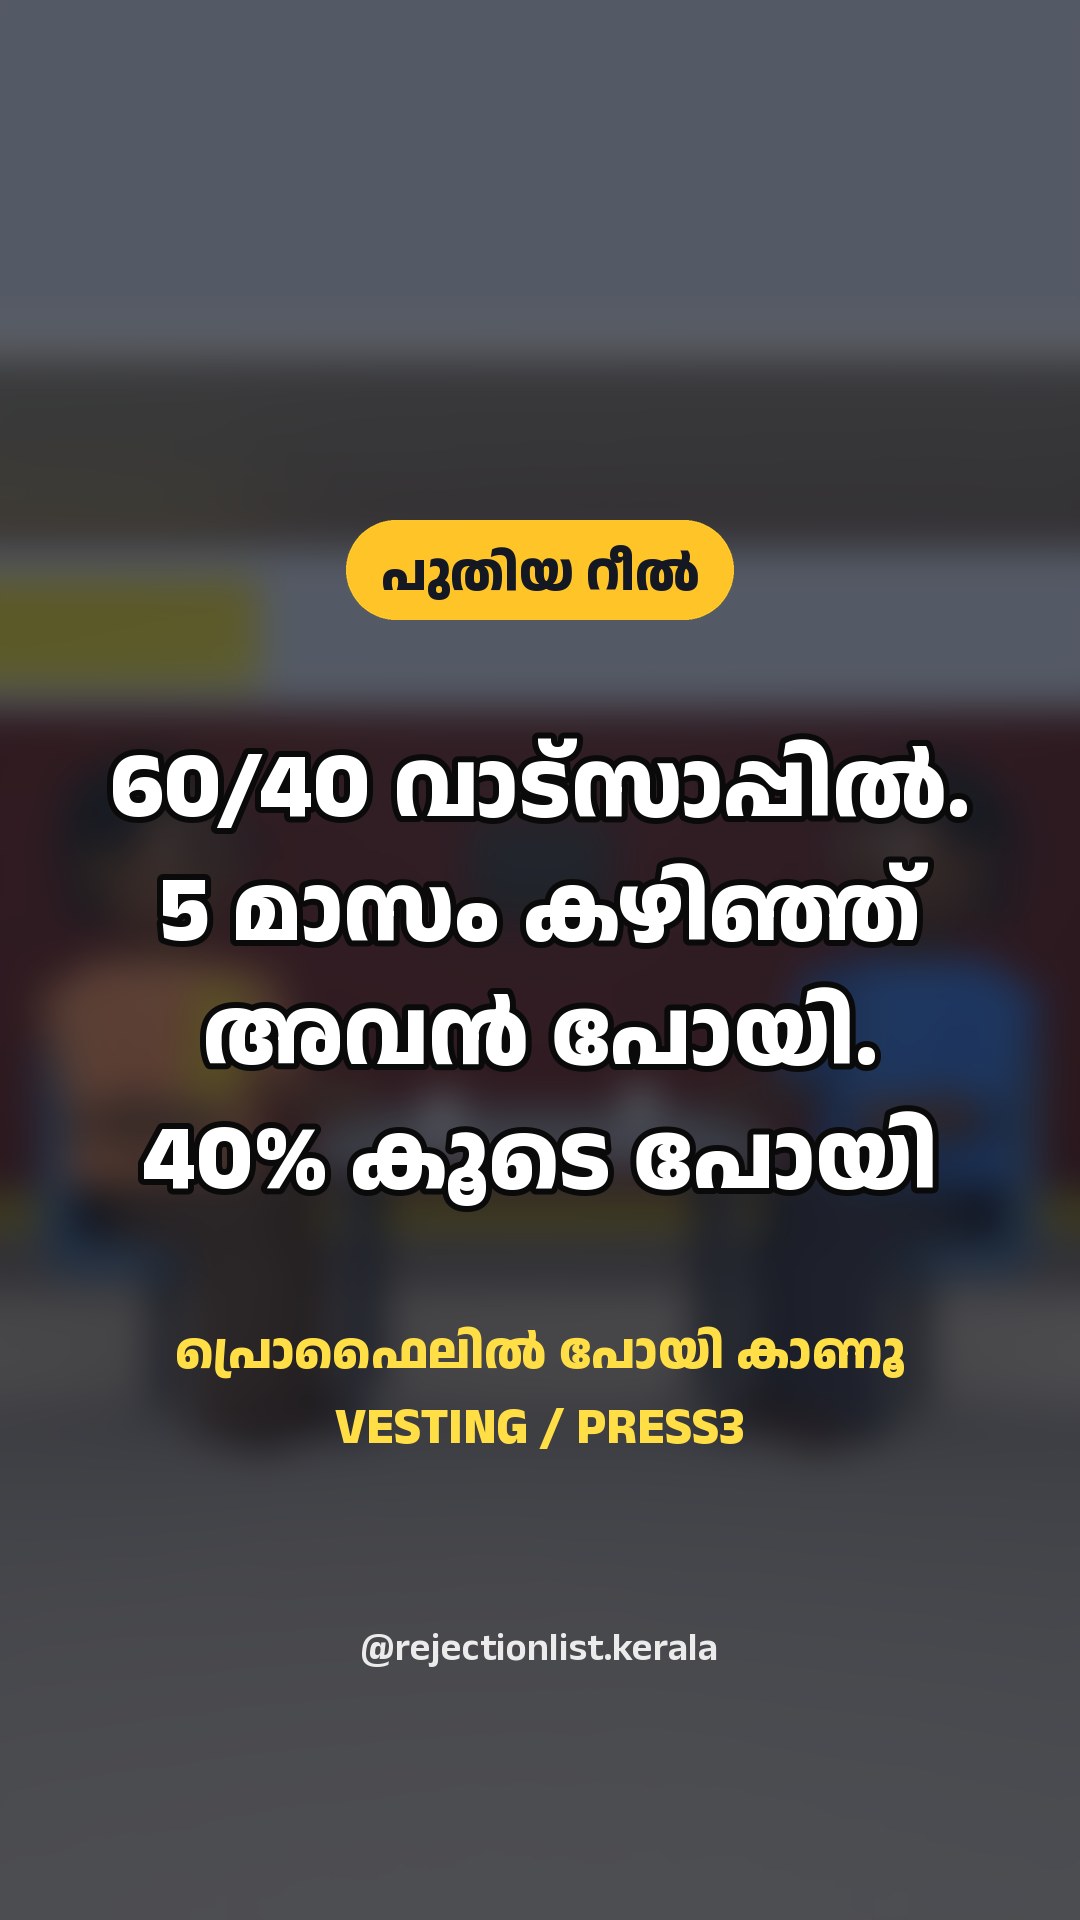 പുതിയ റീൽ
60/40 വാട്സാപ്പിൽ.
5 മാസം കഴിഞ്ഞ്
അവൻ പോയി.
40% കൂടെ പോയി
പ്രൊഫൈലിൽ പോയി കാണൂ
VESTING / PRESS3
@rejectionlist.kerala